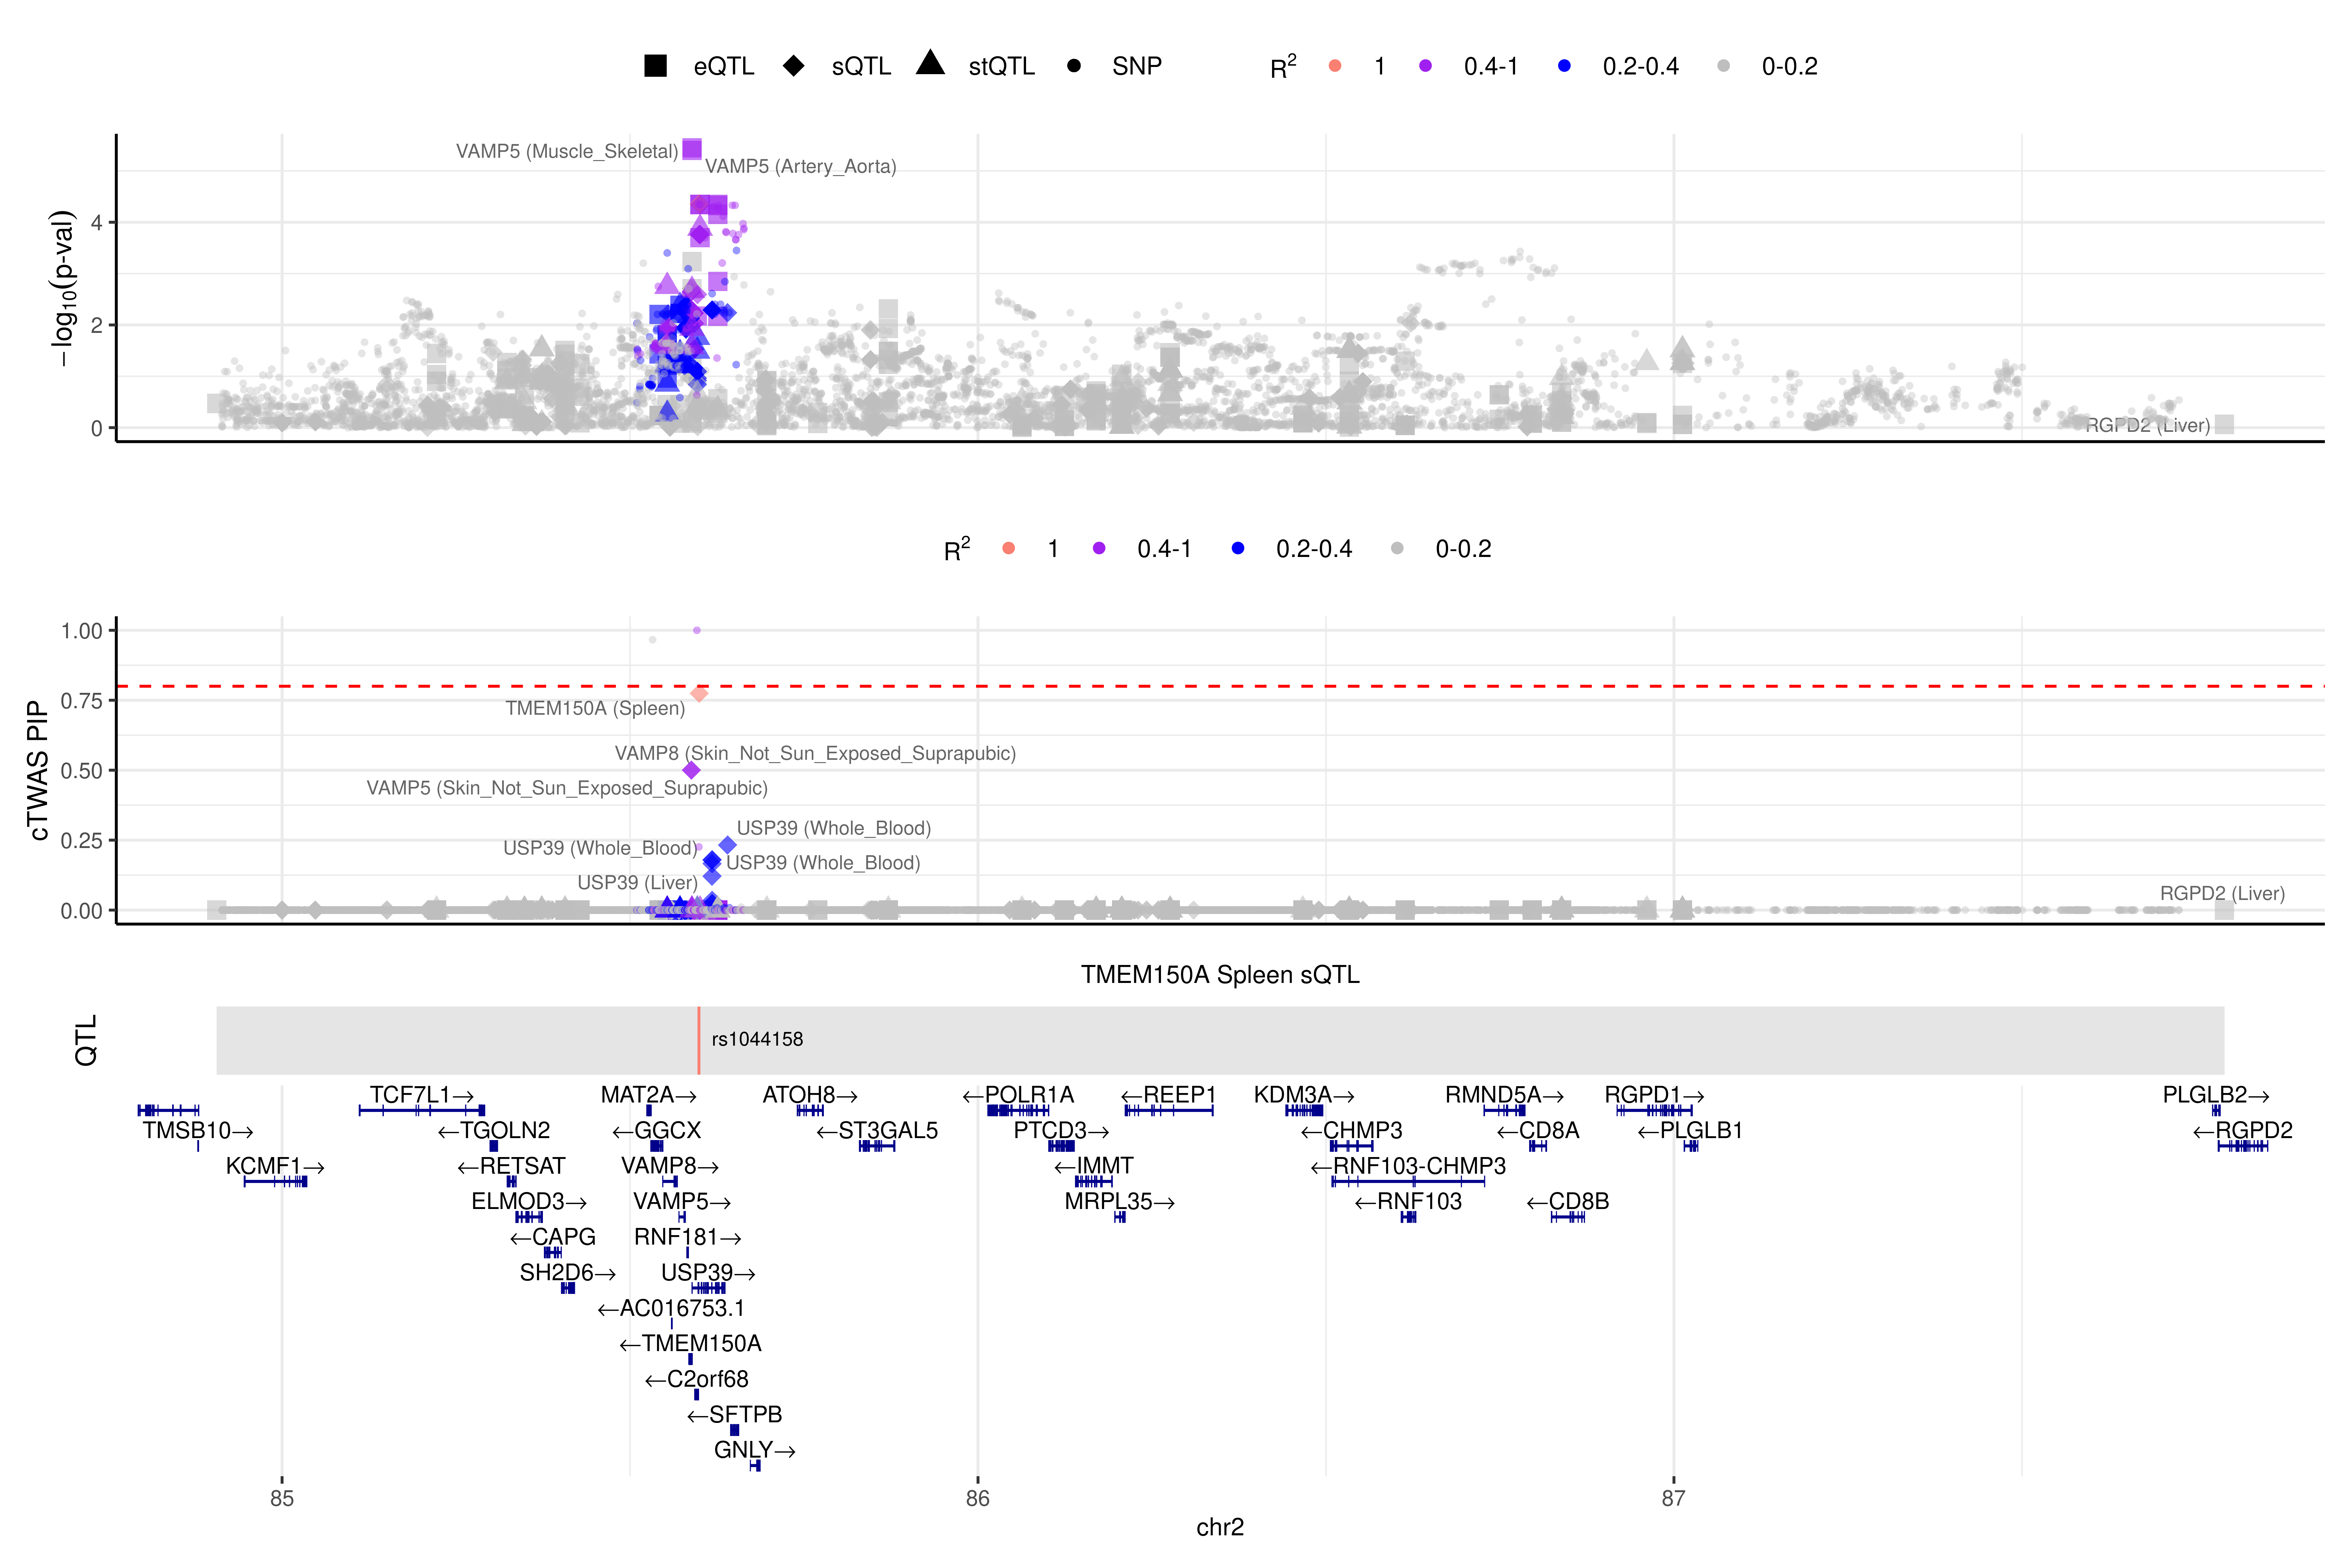 eQTL sQTL stQTL SNP R2 1 0.4-1 0.2-0.4 0-0.2
VAMP5 (Muscle_Skeletal)
VAMP5 (Artery_Aorta)
4
2
0
−log10(p-val)
RGPD2 (Liver)
R2 1 0.4-1 0.2-0.4 0-0.2
1.00
0.75
0.50
0.25
0.00
cTWAS PIP
TMEM150A (Spleen)
VAMP8 (Skin_Not_Sun_Exposed_Suprapubic)
VAMP5 (Skin_Not_Sun_Exposed_Suprapubic)
USP39 (Whole_Blood)
USP39 (Whole_Blood)
USP39 (Whole_Blood)
USP39 (Liver)
RGPD2 (Liver)
TMEM150A Spleen sQTL
QTL
rs1044158
TCF7L1→ MAT2A→ ATOH8→ ←POLR1A ←REEP1 KDM3A→ RMND5A→ RGPD1→ PLGLB2→
TMSB10→ ←TGOLN2 ←GGCX ←ST3GAL5 PTCD3→ ←CHMP3 ←CD8A ←PLGLB1 ←RGPD2
KCMF1→ ←RETSAT VAMP8→ ←IMMT ←RNF103-CHMP3
ELMOD3→ VAMP5→ MRPL35→ ←RNF103 ←CD8B
←CAPG RNF181→
SH2D6→ USP39→
←AC016753.1
←TMEM150A
←C2orf68
←SFTPB
GNLY→
85 86 87
chr2